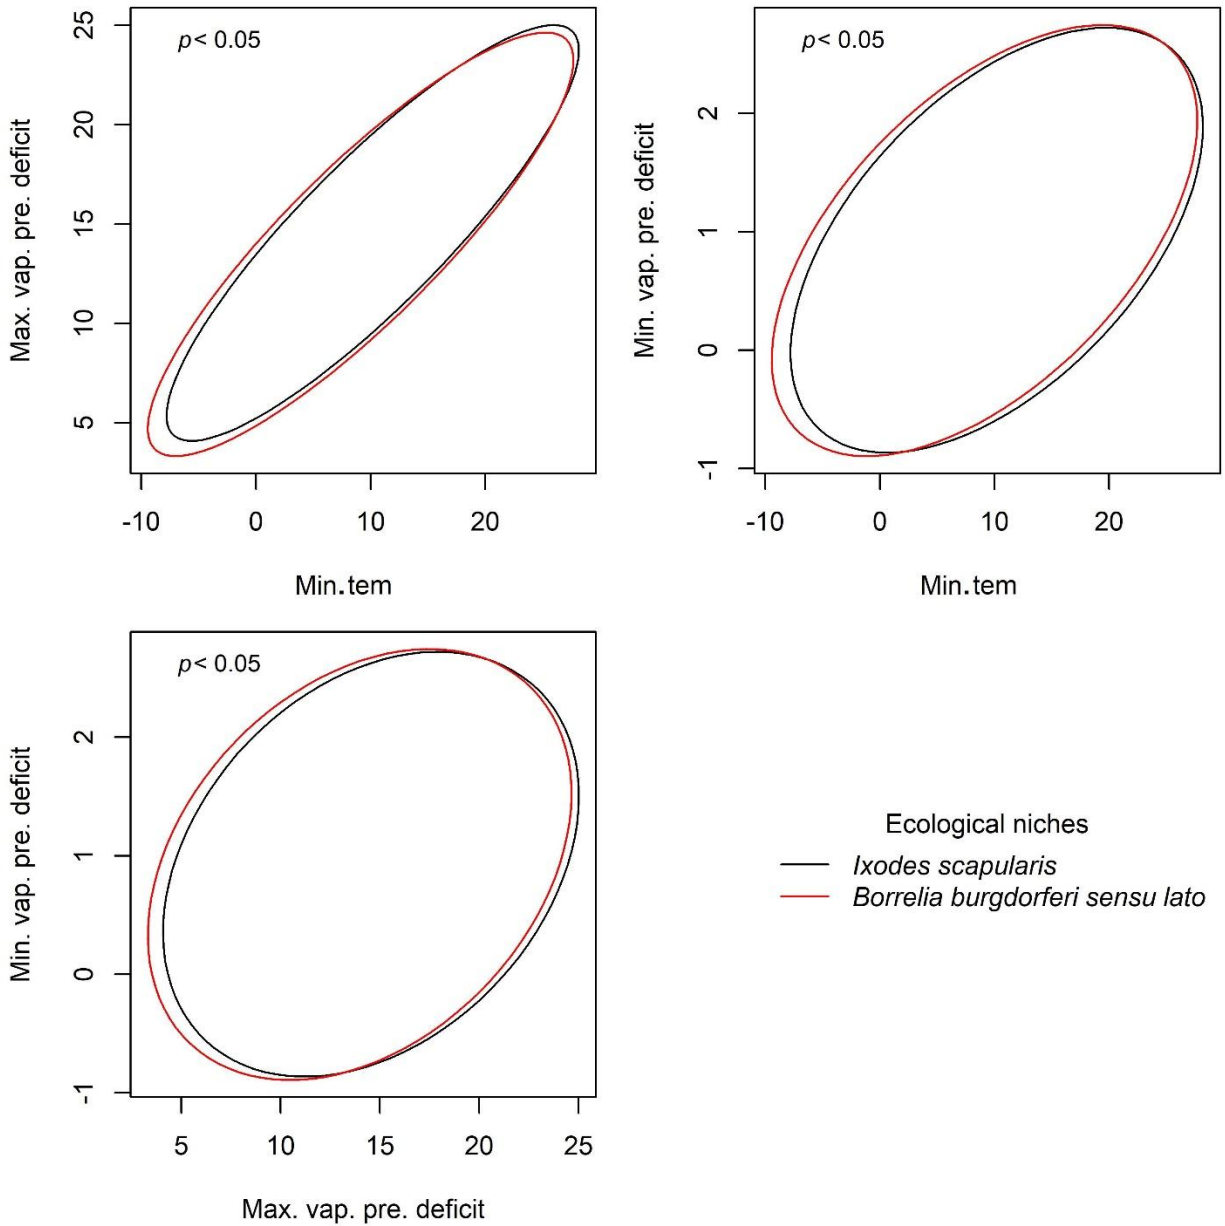 p< 0.05
25
20
15
10
5
Max. vap. pre. deficit
-10 0 10 20
Min.tem
p< 0.05
2
1
0
-1
Min. vap. pre. deficit
-10 0 10 20
Min.tem
p< 0.05
2
1
0
-1
Min. vap. pre. deficit
5 10 15 20 25
Max. vap. pre. deficit
Ecological niches
Ixodes scapularis
Borrelia burgdorferi sensu lato